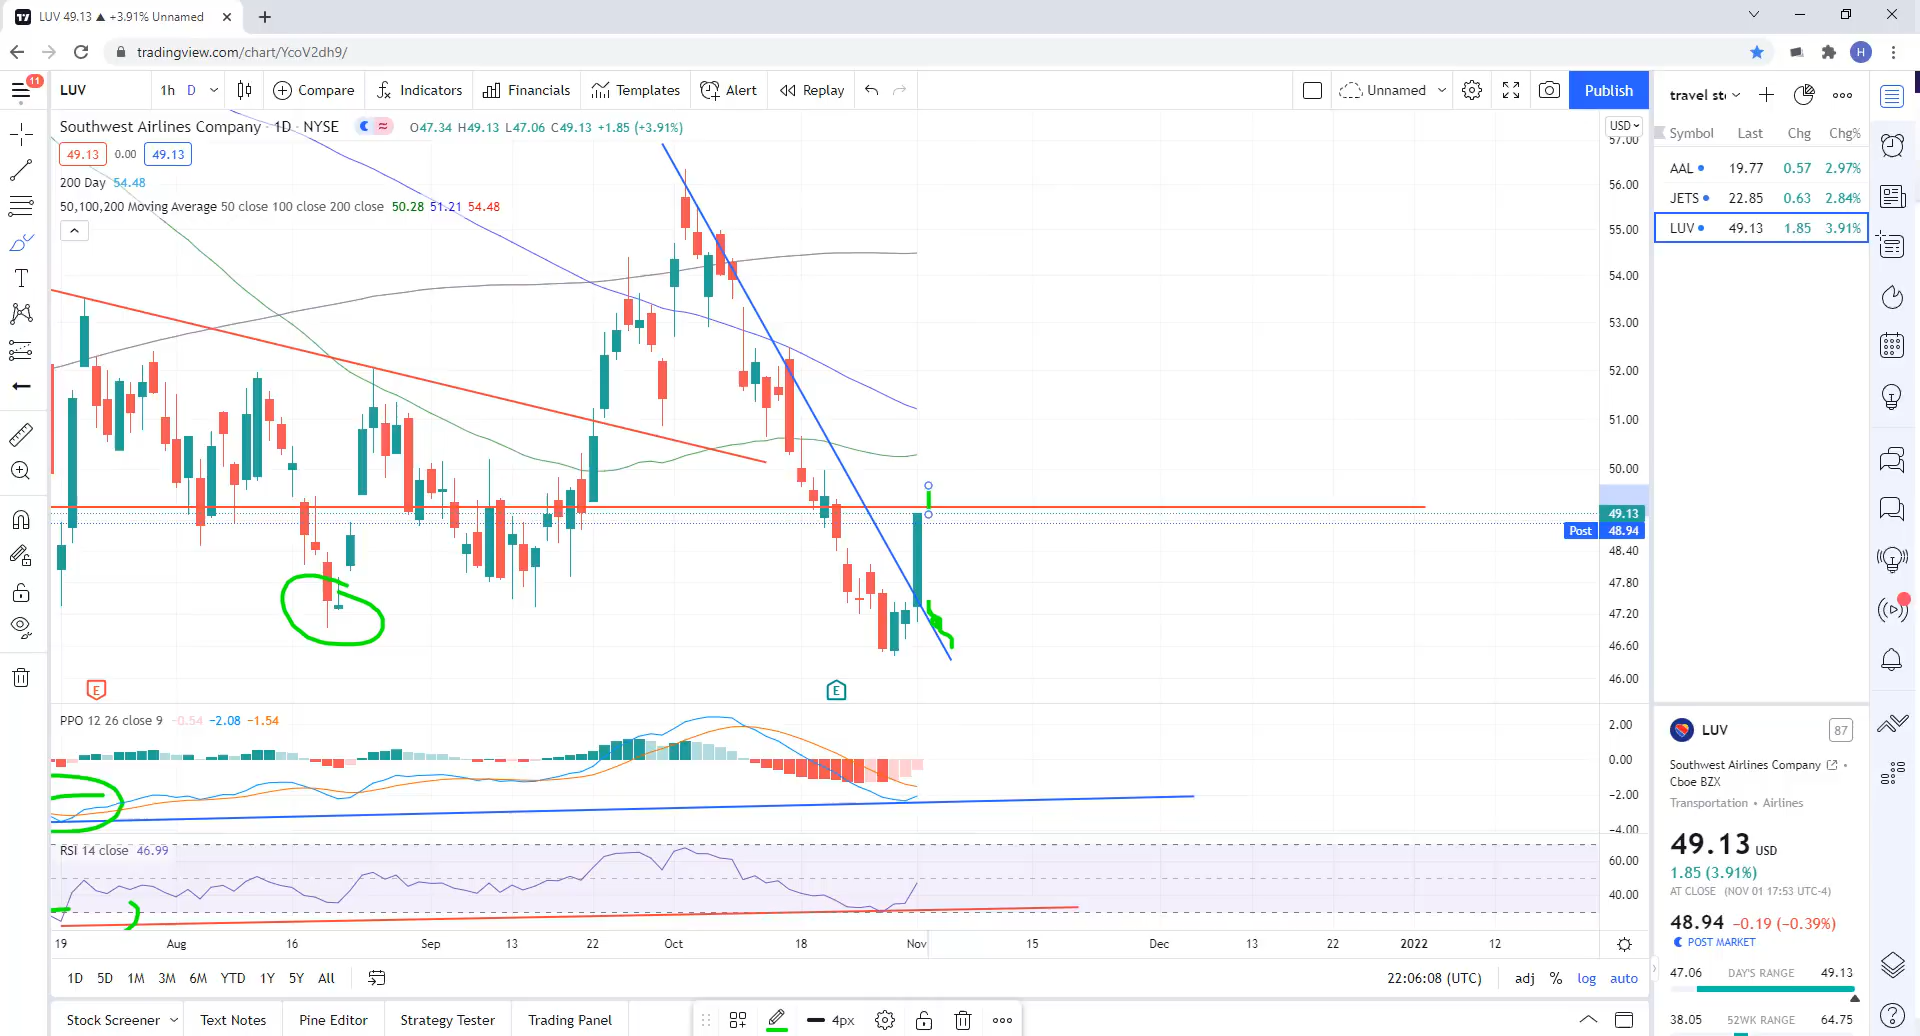 LUV 49.13 ▲ +3.91% Unnamed
tradingview.com/chart/YcoV2dh9/
H
11
LUV
1h D
Compare
Indicators
Financials
Templates
Alert
Replay
Unnamed
Publish
Southwest Airlines Company · 1D · NYSE
O47.34 H49.13 L47.06 C49.13 +1.85 (+3.91%)
49.13 0.00 49.13
200 Day 54.48
50,100,200 Moving Average 50 close 100 close 200 close 50.28 51.21 54.48
USD
57.00
56.00
55.00
54.00
53.00
52.00
51.00
50.00
49.13
Post 48.94
48.40
47.80
47.20
46.60
46.00
E
E
PPO 12 26 close 9 −0.54 −2.08 −1.54
2.00
0.00
−2.00
−4.00
RSI 14 close 46.99
60.00
40.00
19 Aug 16 Sep 13 22 Oct 18 Nov 15 Dec 13 22 2022 12
1D 5D 1M 3M 6M YTD 1Y 5Y All
22:06:08 (UTC) adj % log auto
Stock Screener Text Notes Pine Editor Strategy Tester Trading Panel
4px
travel st
Symbol Last Chg Chg%
AAL 19.77 0.57 2.97%
JETS 22.85 0.63 2.84%
LUV 49.13 1.85 3.91%
LUV 87
Southwest Airlines Company
Cboe BZX
Transportation • Airlines
49.13 USD
1.85 (3.91%)
AT CLOSE (NOV 01 17:53 UTC-4)
48.94 −0.19 (−0.39%)
POST MARKET
47.06 DAY'S RANGE 49.13
38.05 52WK RANGE 64.75